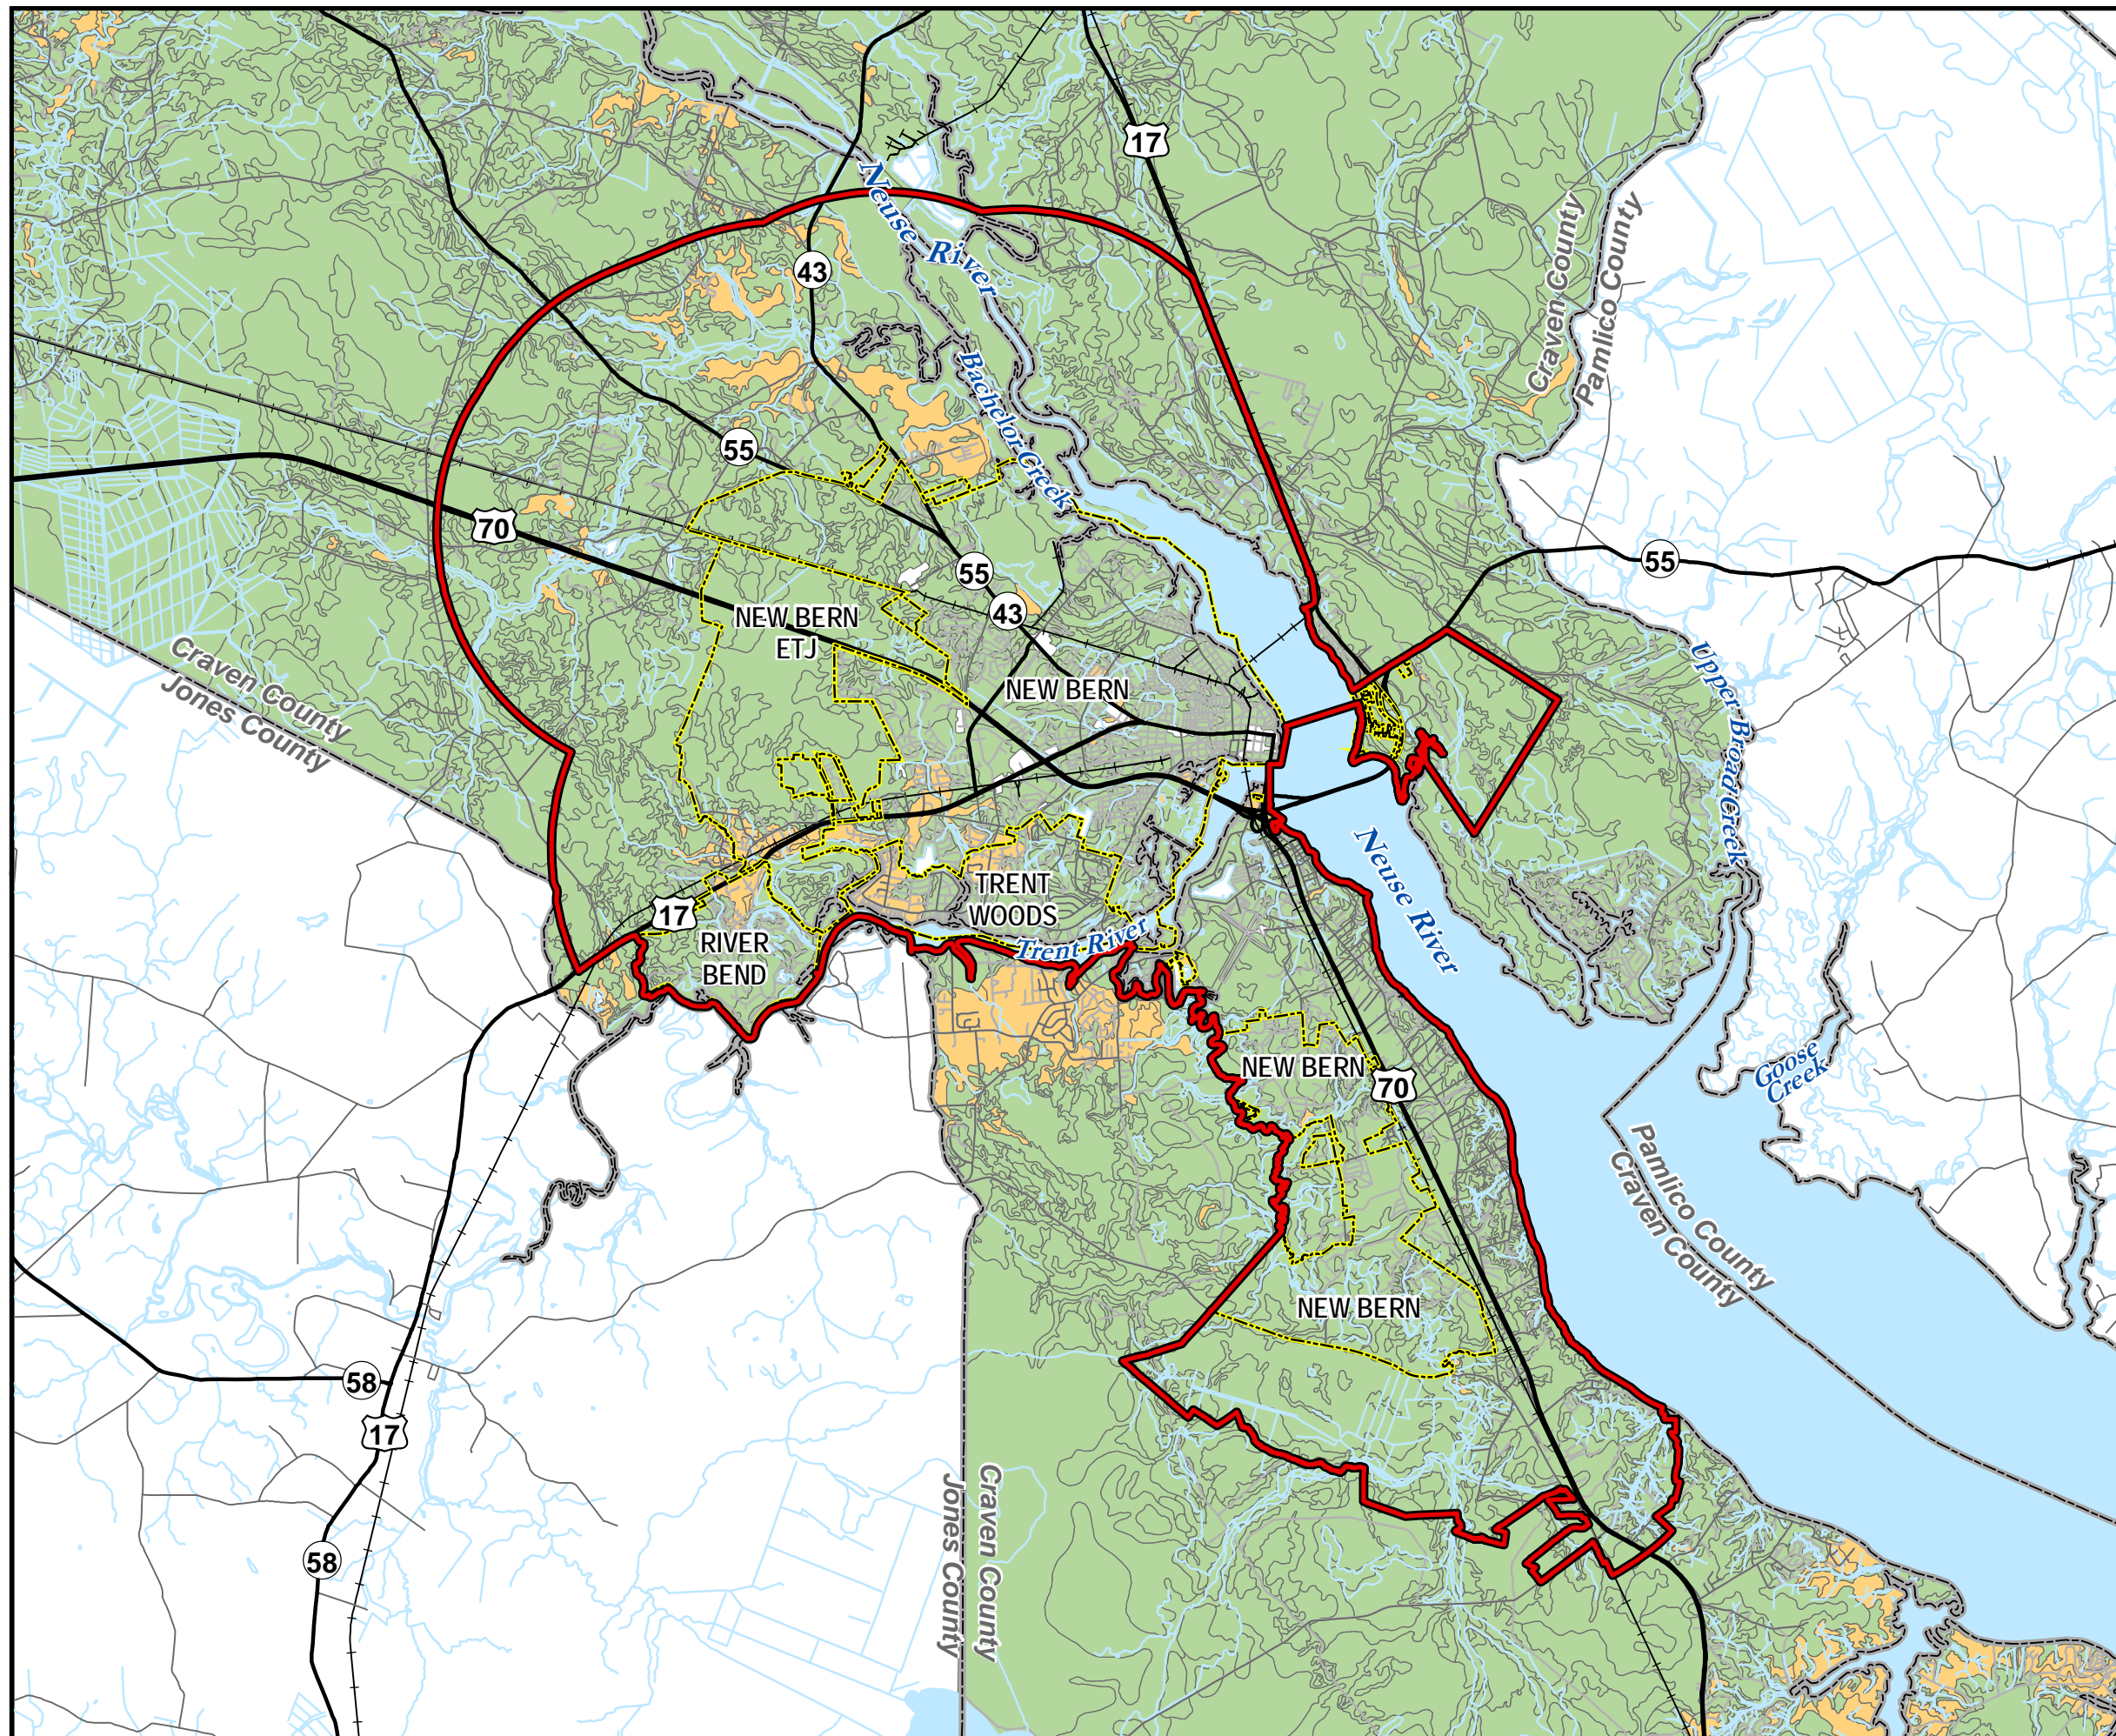 17
Neuse River
43
Craven County
Pamlico County
Bachelor Creek
55
70
55
55
43
NEW BERN
ETJ
Craven County
Jones County
NEW BERN
Upper Broad Creek
Neuse River
TRENT
WOODS
17
RIVER
BEND
Trent River
NEW BERN
70
Goose
Creek
Pamlico County
Craven County
NEW BERN
58
17
Jones County
Craven County
58